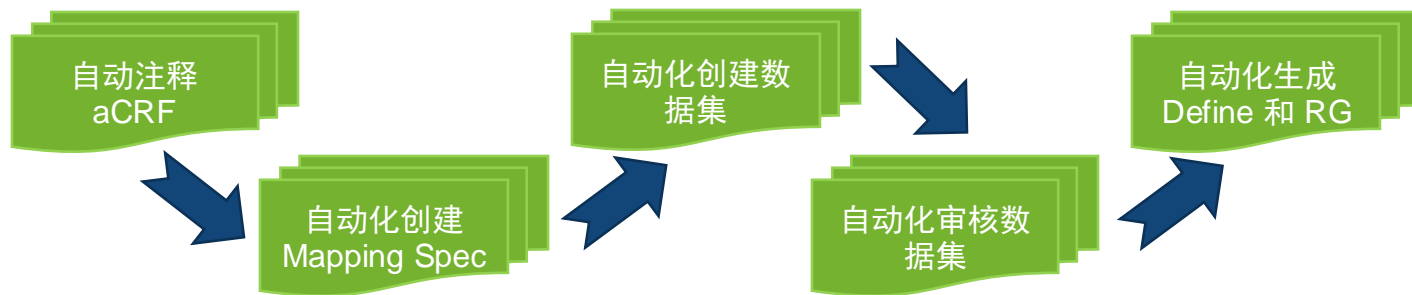 自动注释
aCRF
自动化创建
Mapping Spec
自动化创建数
据集
自动化审核数
据集
自动化生成
Define 和 RG